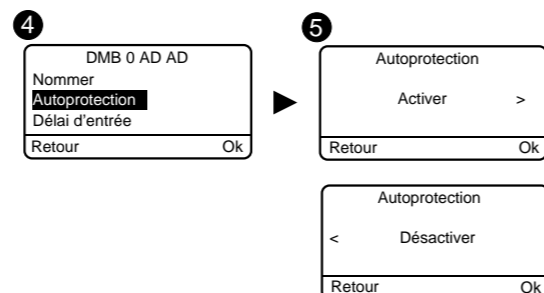 4
DMB 0 AD AD
Nommer
Autoprotection
Délai d'entrée
Retour Ok
5
Autoprotection
Activer >
Retour Ok
Autoprotection
< Désactiver
Retour Ok